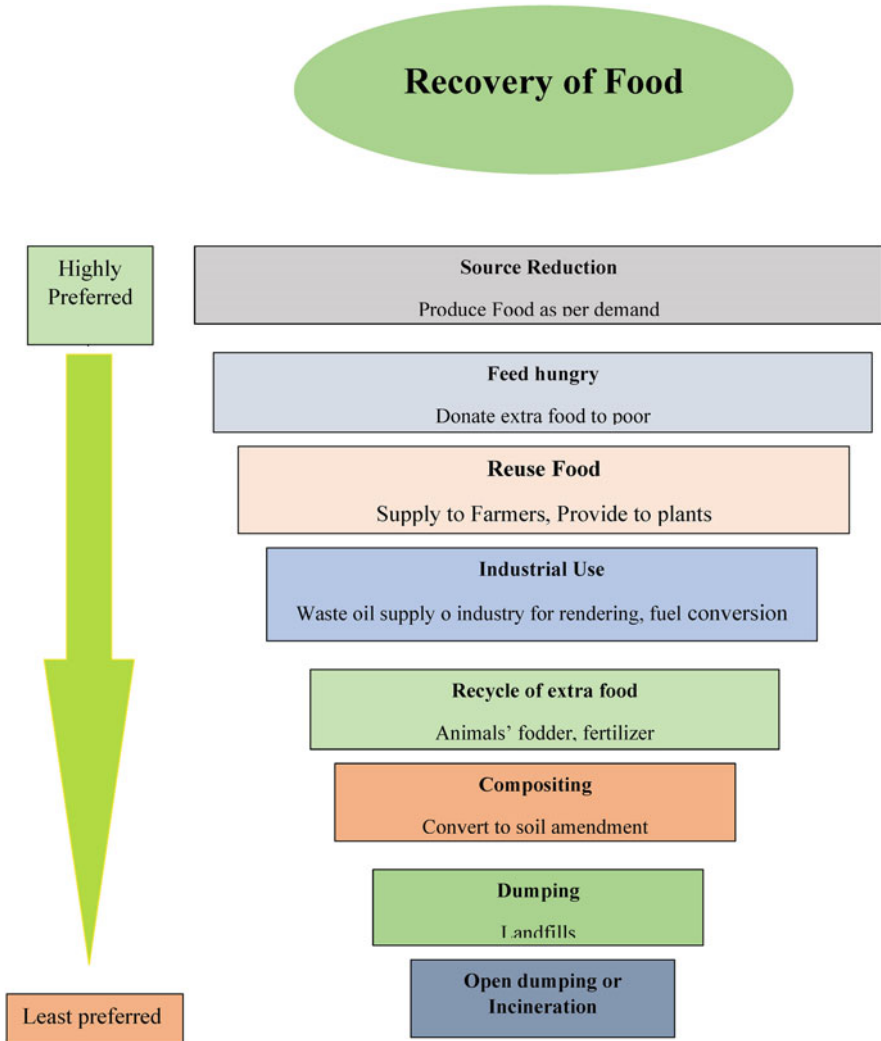 Recovery of Food
Highly
Preferred
Source Reduction
Produce Food as per demand
Feed hungry
Donate extra food to poor
Reuse Food
Supply to Farmers, Provide to plants
Industrial Use
Waste oil supply o industry for rendering, fuel conversion
Recycle of extra food
Animals’ fodder, fertilizer
Compositing
Convert to soil amendment
Dumping
Landfills
Open dumping or
Incineration
Least preferred